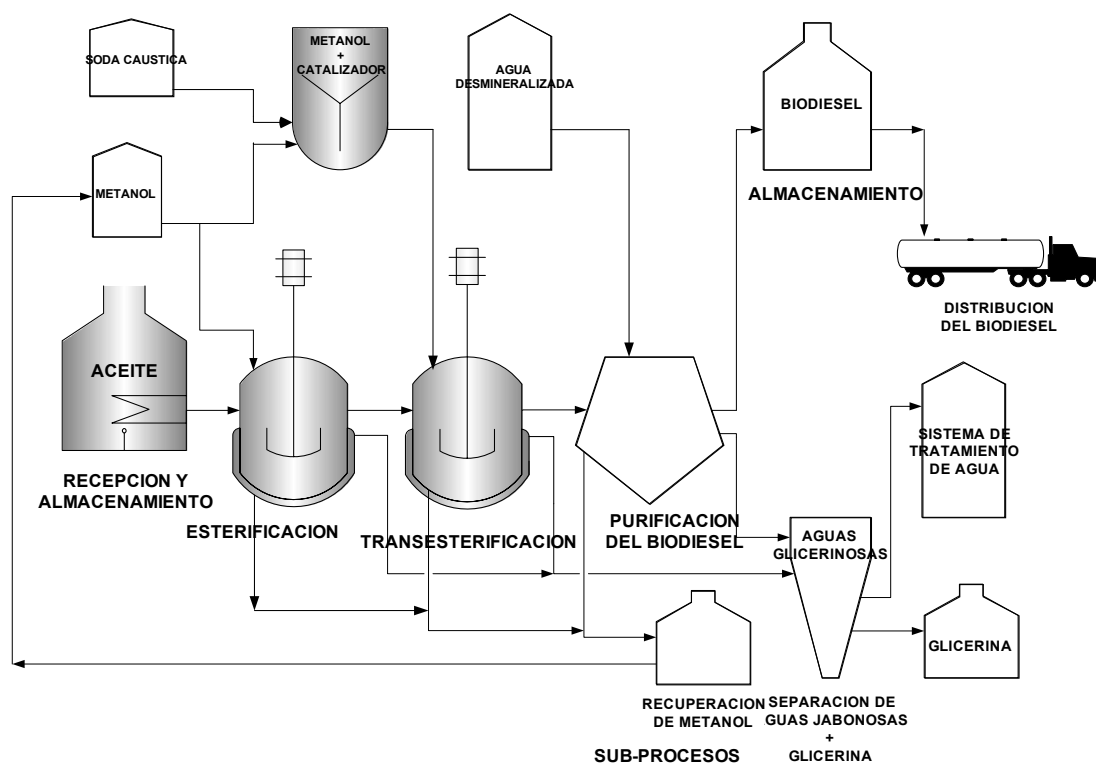 SODA CAUSTICA
METANOL
+
CATALIZADOR
AGUA
DESMINERALIZADA
BIODIESEL
METANOL
ALMACENAMIENTO
DISTRIBUCION
DEL BIODIESEL
ACEITE
RECEPCION Y
ALMACENAMIENTO
ESTERIFICACION
TRANSESTERIFICACION
PURIFICACION
DEL BIODIESEL
AGUAS
GLICERINOSAS
SISTEMA DE
TRATAMIENTO
DE AGUA
GLICERINA
RECUPERACION
DE METANOL
SEPARACION DE
GUAS JABONOSAS
+
GLICERINA
SUB-PROCESOS